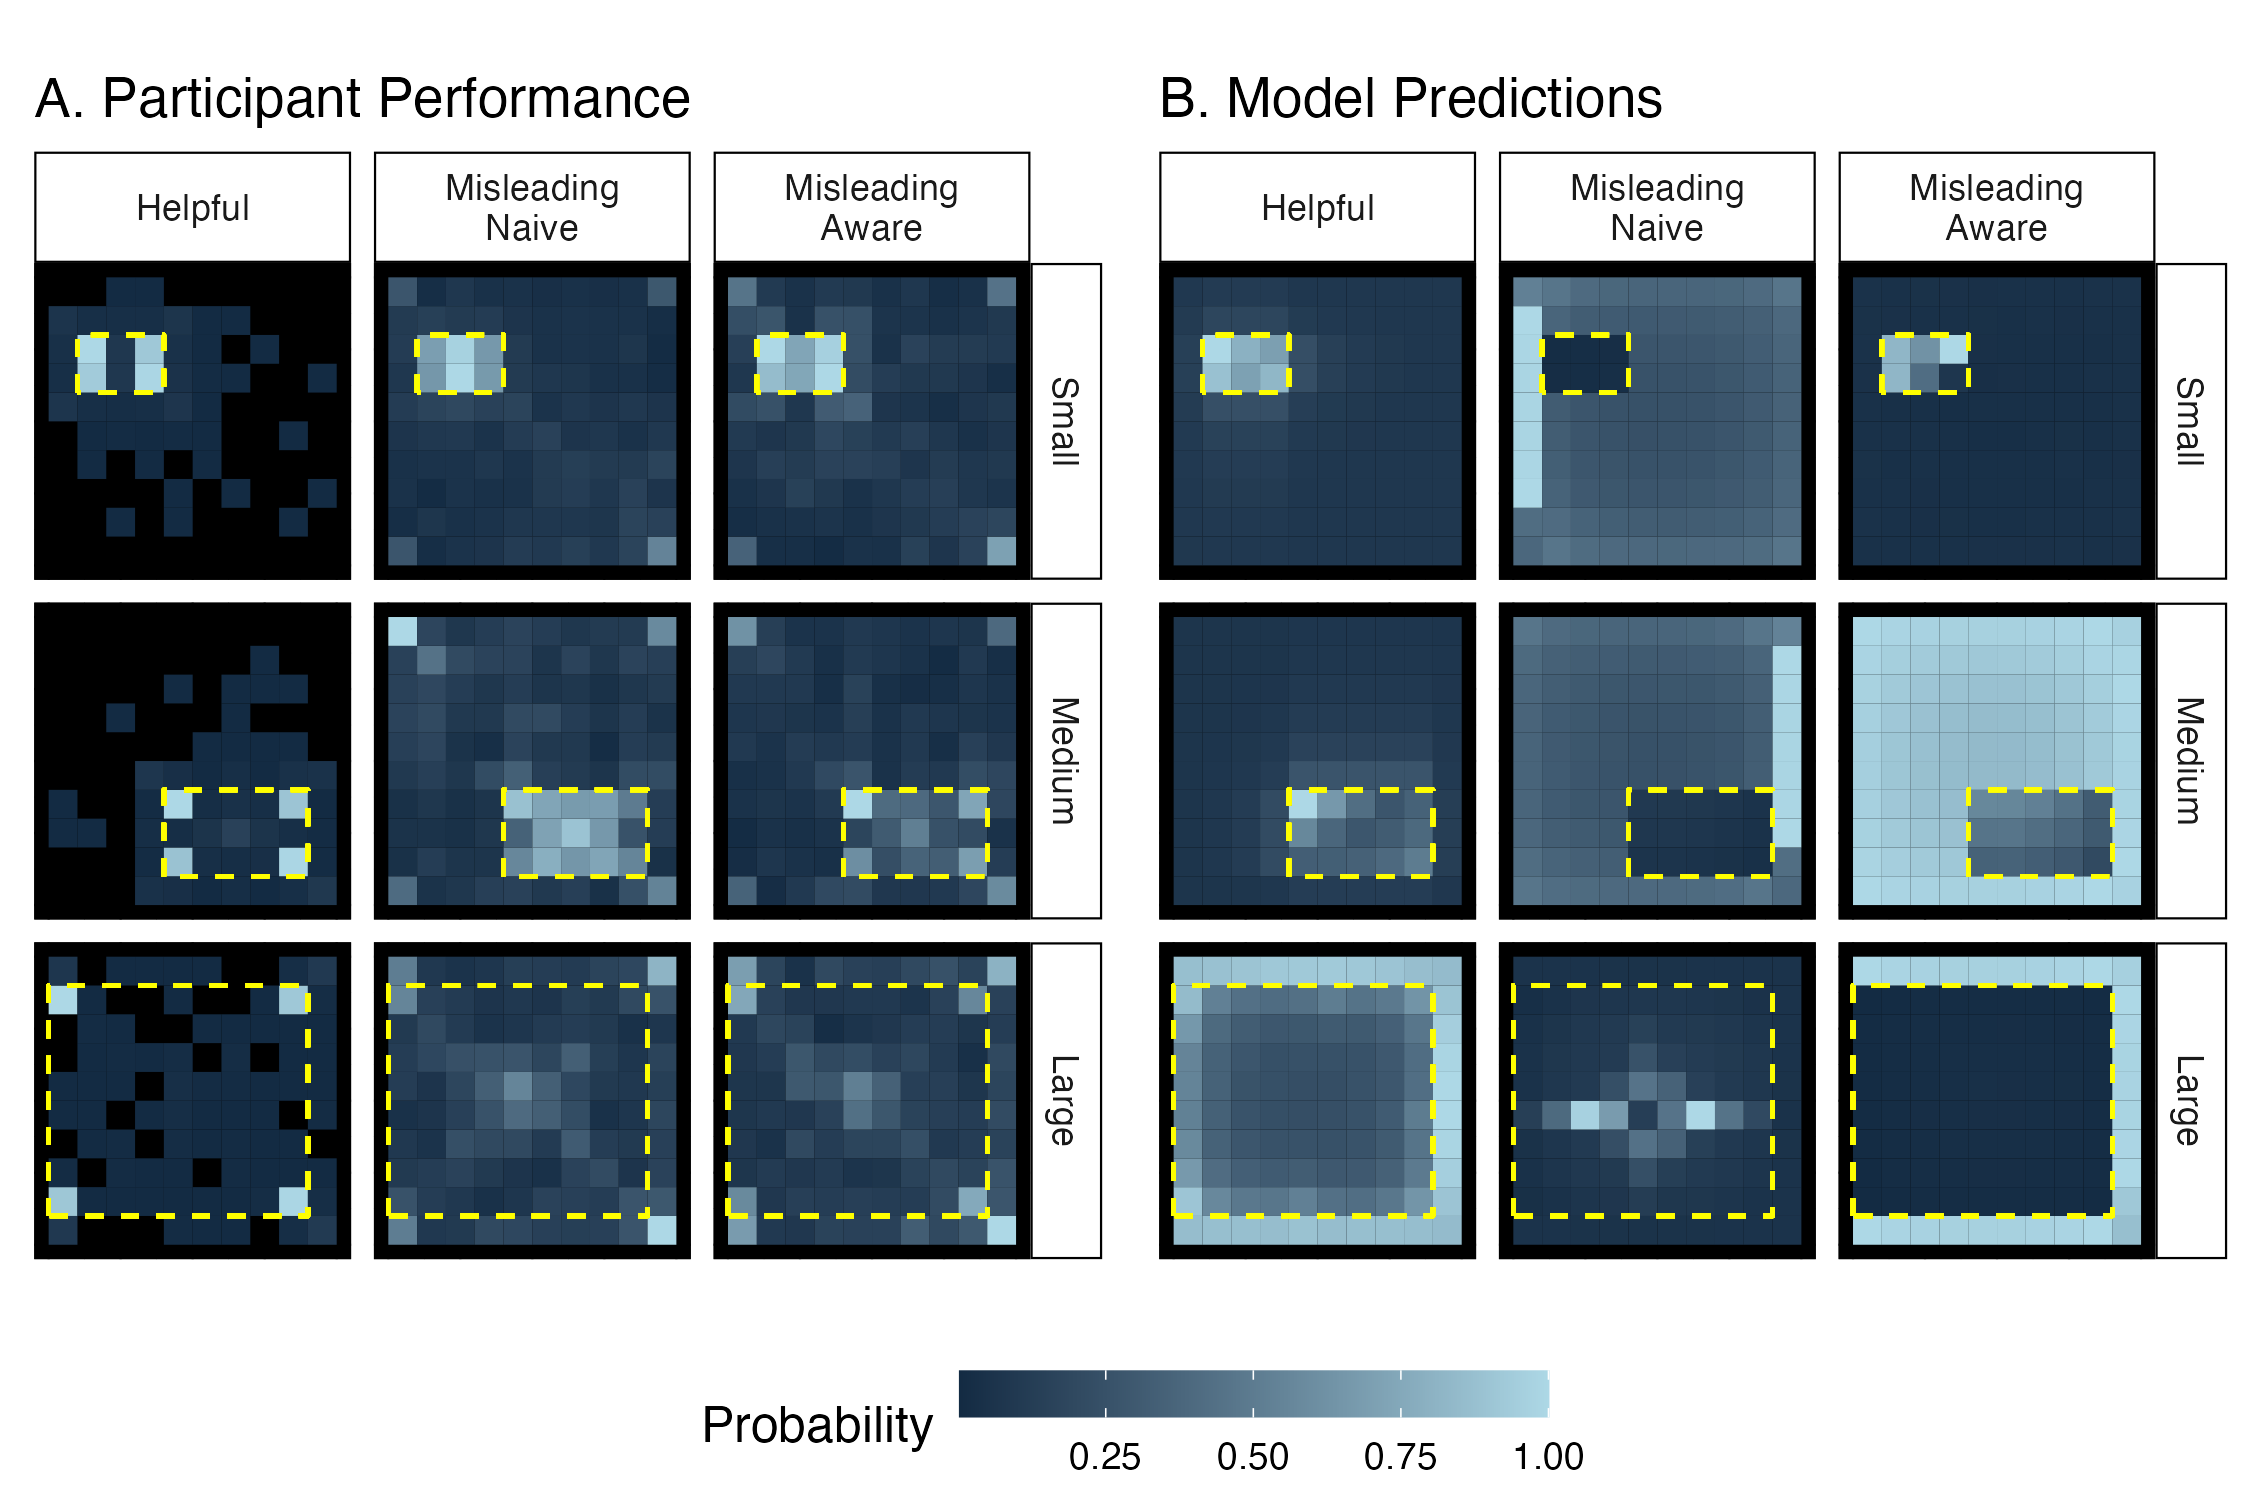 A. Participant Performance
B. Model Predictions
Helpful
Misleading
Naive
Misleading
Aware
Helpful
Misleading
Naive
Misleading
Aware
Small
Small
Medium
Medium
Large
Large
Probability
0.25
0.50
0.75
1.00